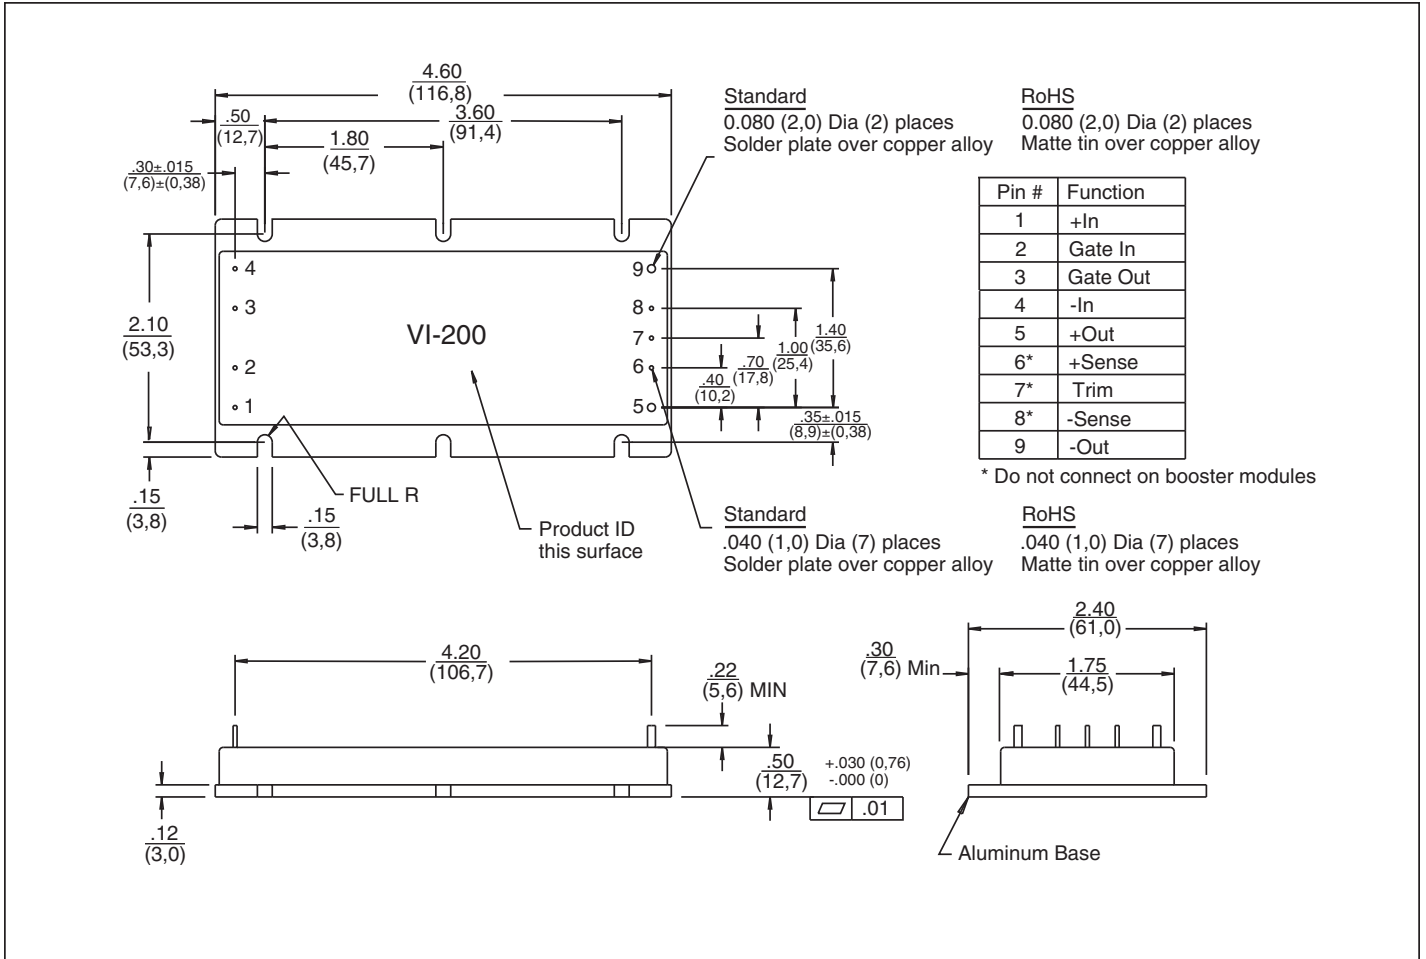 4.60
(116,8)
.50
(12,7)
3.60
(91,4)
1.80
(45,7)
.30±.015
(7,6)±(0,38)
Standard
0.080 (2,0) Dia (2) places
Solder plate over copper alloy
RoHS
0.080 (2,0) Dia (2) places
Matte tin over copper alloy
Pin # Function
1 +In
2 Gate In
3 Gate Out
4 -In
5 +Out
6* +Sense
7* Trim
8* -Sense
9 -Out
* Do not connect on booster modules
4
3
2
1
VI-200
9
8
7
6
5
2.10
(53,3)
1.40
(35,6)
1.00
(25,4)
.70
(17,8)
.40
(10,2)
.35±.015
(8,9)±(0,38)
.15
(3,8)
.15
(3,8)
FULL R
Product ID
this surface
Standard
.040 (1,0) Dia (7) places
Solder plate over copper alloy
RoHS
.040 (1,0) Dia (7) places
Matte tin over copper alloy
4.20
(106,7)
.22
(5,6) MIN
.50
(12,7)
+.030 (0,76)
-.000 (0)
.01
.12
(3,0)
2.40
(61,0)
.30
(7,6) Min
1.75
(44,5)
Aluminum Base